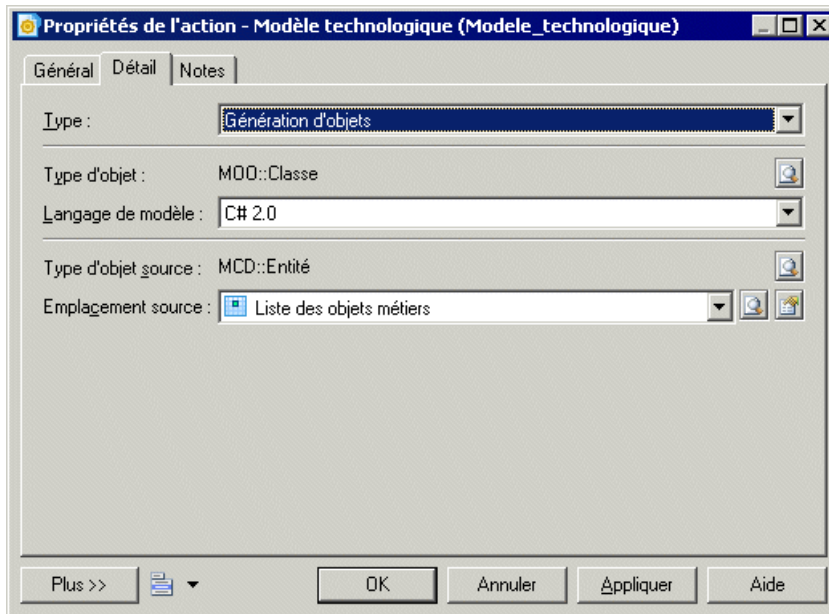 Propriétés de l'action - Modèle technologique (Modele_technologique)
Général Détail Notes
Type : Génération d'objets
Type d'objet : MOO::Classe
Langage de modèle : C# 2.0
Type d'objet source : MCD::Entité
Emplacement source : Liste des objets métiers
Plus >> OK Annuler Appliquer Aide